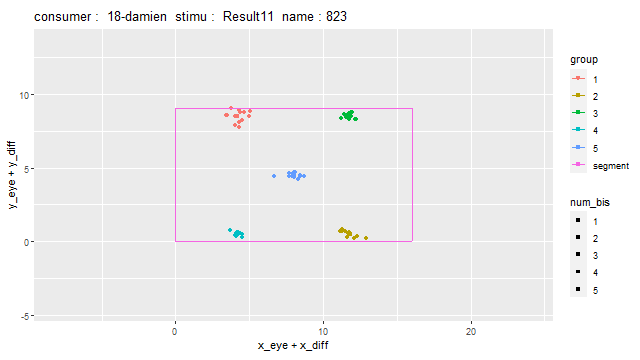 consumer :  18-damien  stimu :  Result11  name : 823
10
5
0
-5
y_eye + y_diff
0
10
20
x_eye + x_diff
group
1
2
3
4
5
segment
num_bis
1
2
3
4
5